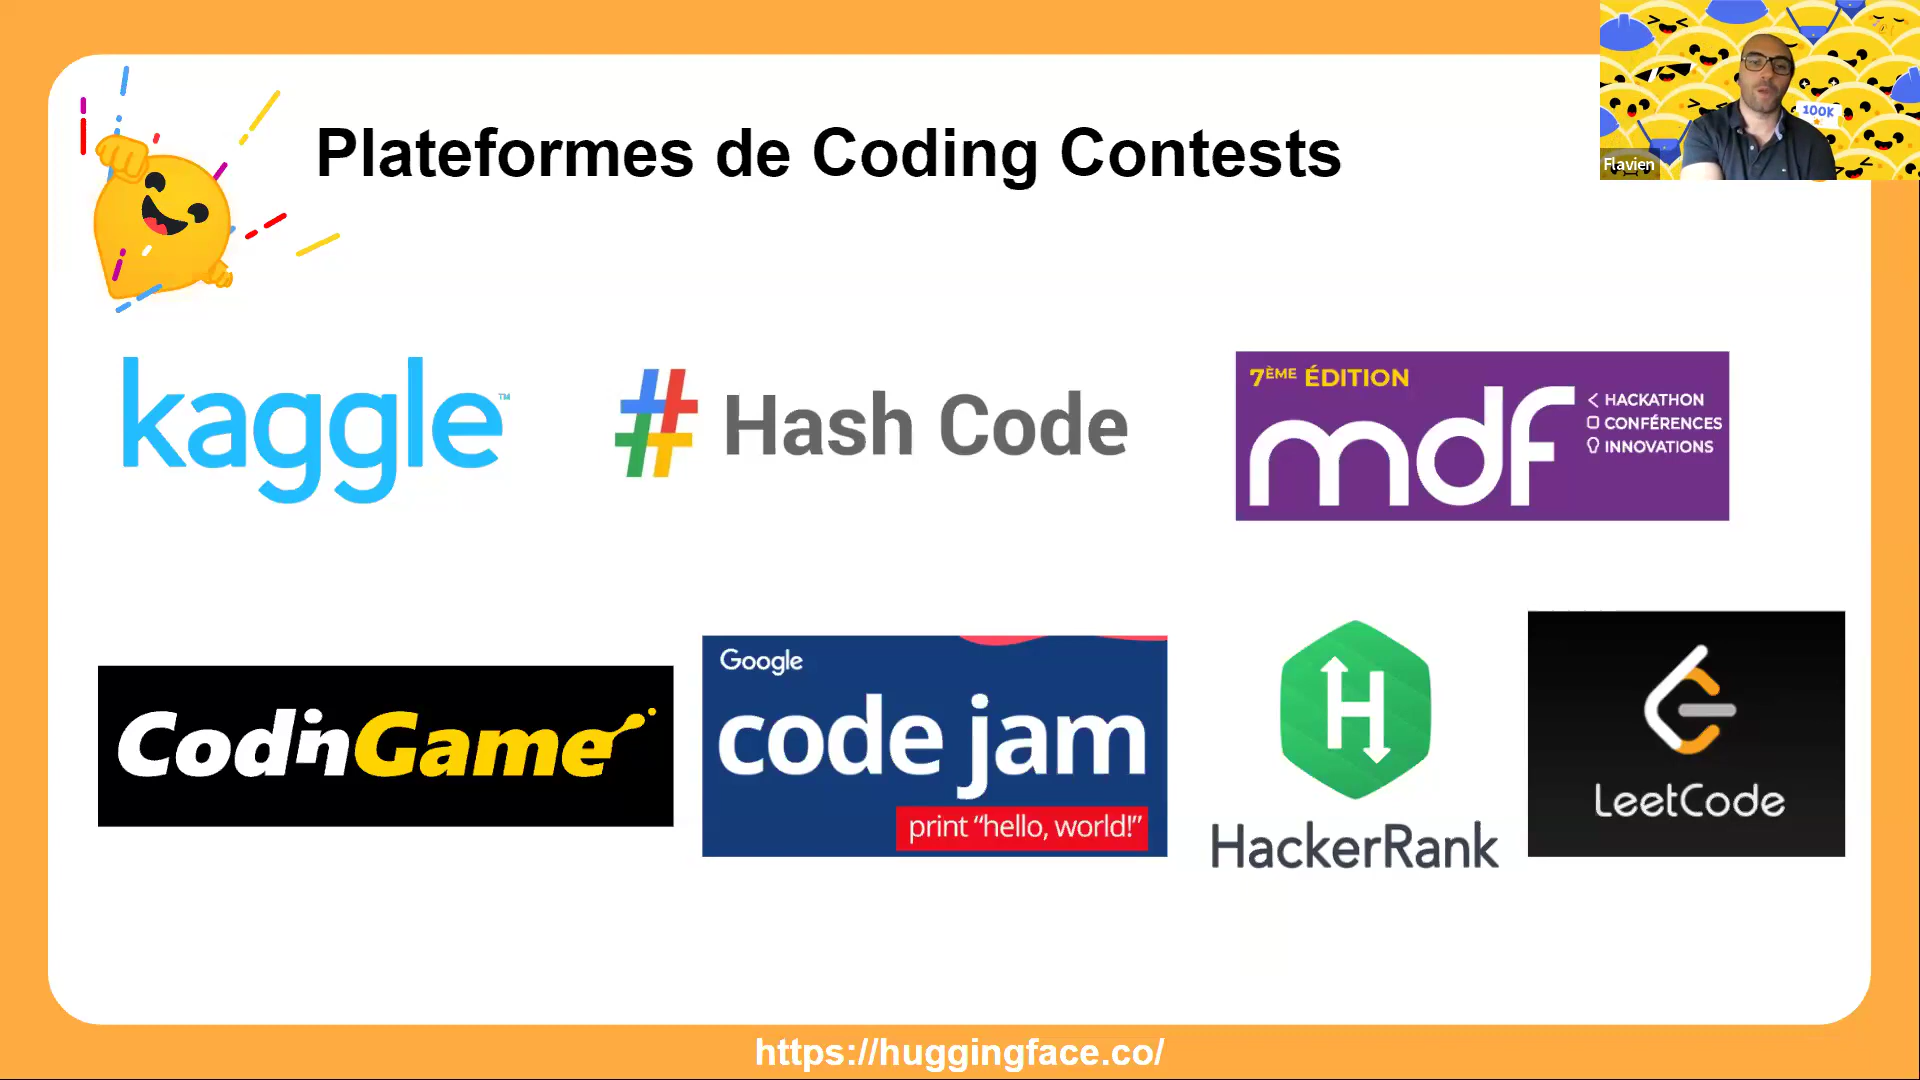 Plateformes de Coding Contests
100K
Flavien
kaggle™
Hash Code
7ÈME ÉDITION
mdf
< HACKATHON
CONFÉRENCES
INNOVATIONS
CodinGame
Google
code jam
print “hello, world!”
H
HackerRank
LeetCode
https://huggingface.co/